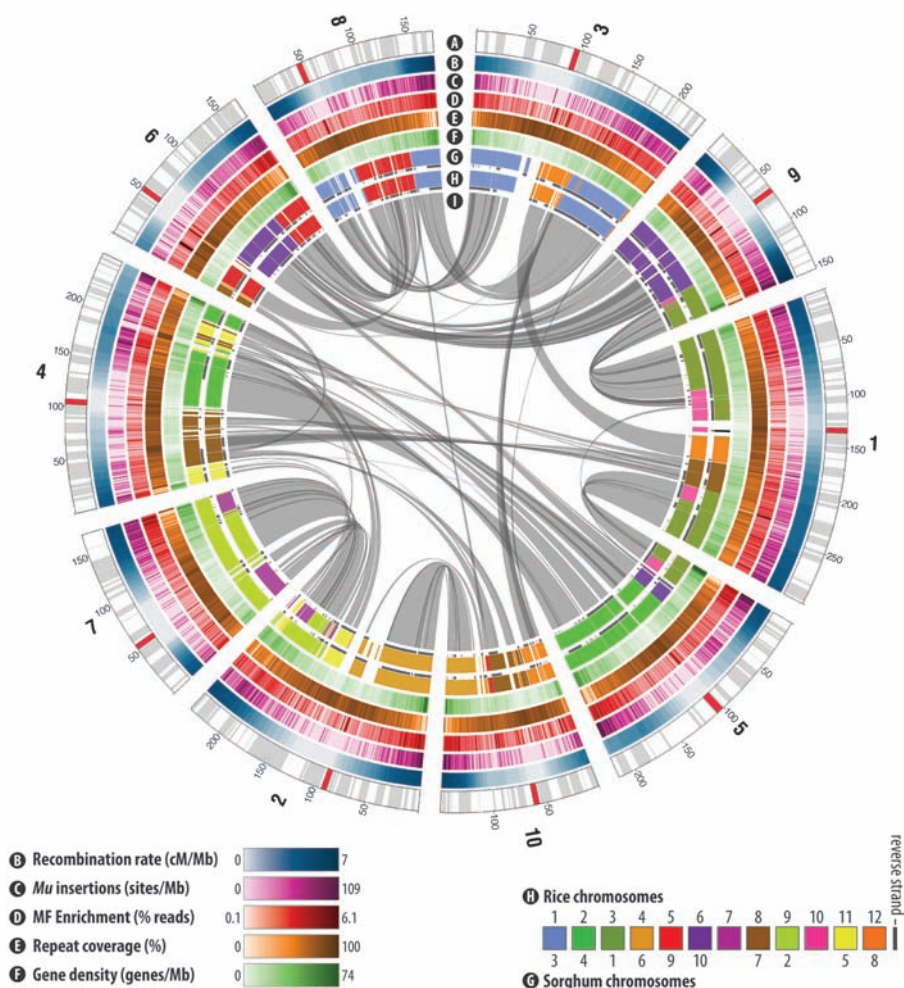 8
50
100
150
3
50
100
150
200
9
50
100
150
1
50
100
150
200
250
5
50
100
150
200
10
50
100
2
50
100
150
200
7
50
100
150
4
50
100
150
200
6
50
100
150
A
B
C
D
E
F
G
H
I
B Recombination rate (cM/Mb) 0 7
C Mu insertions (sites/Mb) 0 109
D MF Enrichment (% reads) 0.1 6.1
E Repeat coverage (%) 0 100
F Gene density (genes/Mb) 0 74
H Rice chromosomes
1 2 3 4 5 6 7 8 9 10 11 12
3 4 1 6 9 10 7 2 5 8
G Sorghum chromosomes
reverse strand